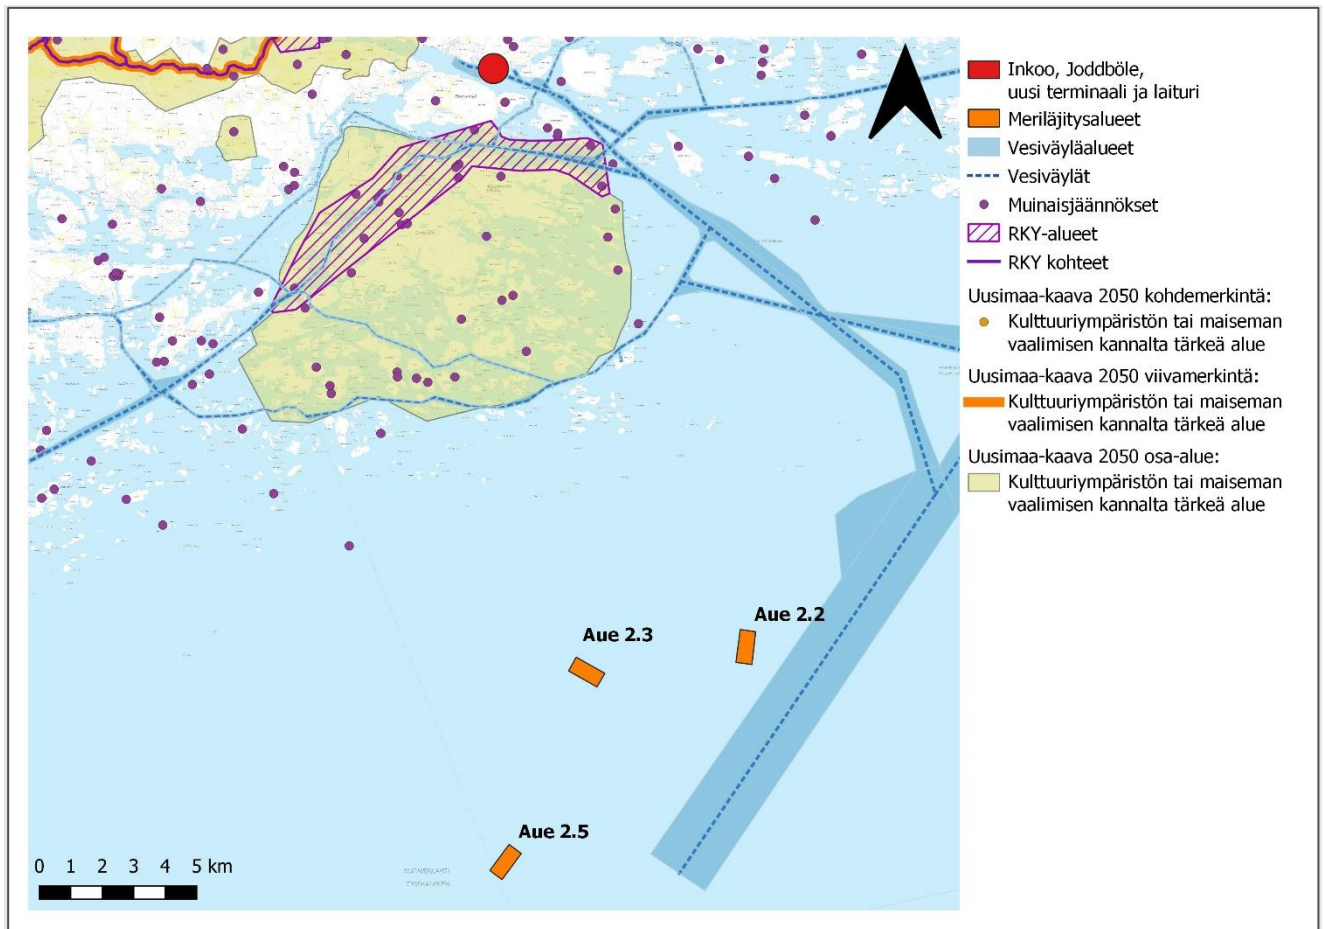 Inkoo, Joddböle,
uusi terminaali ja laituri
Meriläjitysalueet
Vesiväyläalueet
Vesiväylät
Muinaisjäännökset
RKY-alueet
RKY kohteet
Uusimaa-kaava 2050 kohdemerkintä:
Kulttuuriympäristön tai maiseman
vaalimisen kannalta tärkeä alue
Uusimaa-kaava 2050 viivamerkintä:
Kulttuuriympäristön tai maiseman
vaalimisen kannalta tärkeä alue
Uusimaa-kaava 2050 osa-alue:
Kulttuuriympäristön tai maiseman
vaalimisen kannalta tärkeä alue
Aue 2.2
Aue 2.3
Aue 2.5
0 1 2 3 4 5 km